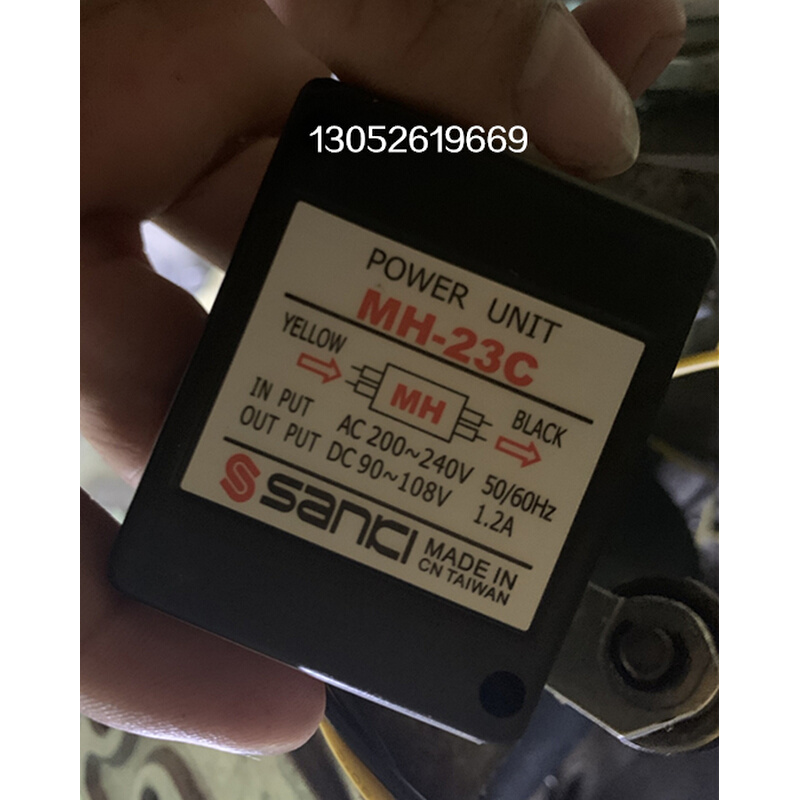 13052619669
POWER UNIT
MH-23C
YELLOW
MH
BLACK
IN PUT AC 200~240V 50/60Hz
OUT PUT DC 90~108V 1.2A
S sanki MADE IN
CN TAIWAN